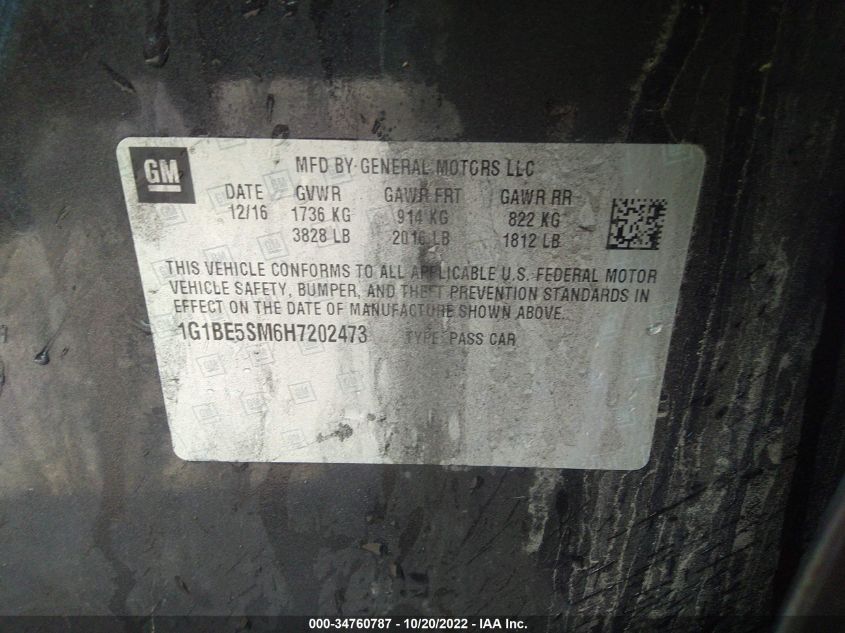 GM
MFD BY GENERAL MOTORS LLC
DATE GVWR GAWR FRT GAWR RR
12/16 1736 KG 914 KG 822 KG
3828 LB 2016 LB 1812 LB
THIS VEHICLE CONFORMS TO ALL APPLICABLE U.S. FEDERAL MOTOR
VEHICLE SAFETY, BUMPER, AND THEFT PREVENTION STANDARDS IN
EFFECT ON THE DATE OF MANUFACTURE SHOWN ABOVE.
1G1BE5SM6H7202473 TYPE: PASS CAR
000-34760787 - 10/20/2022 - IAA Inc.